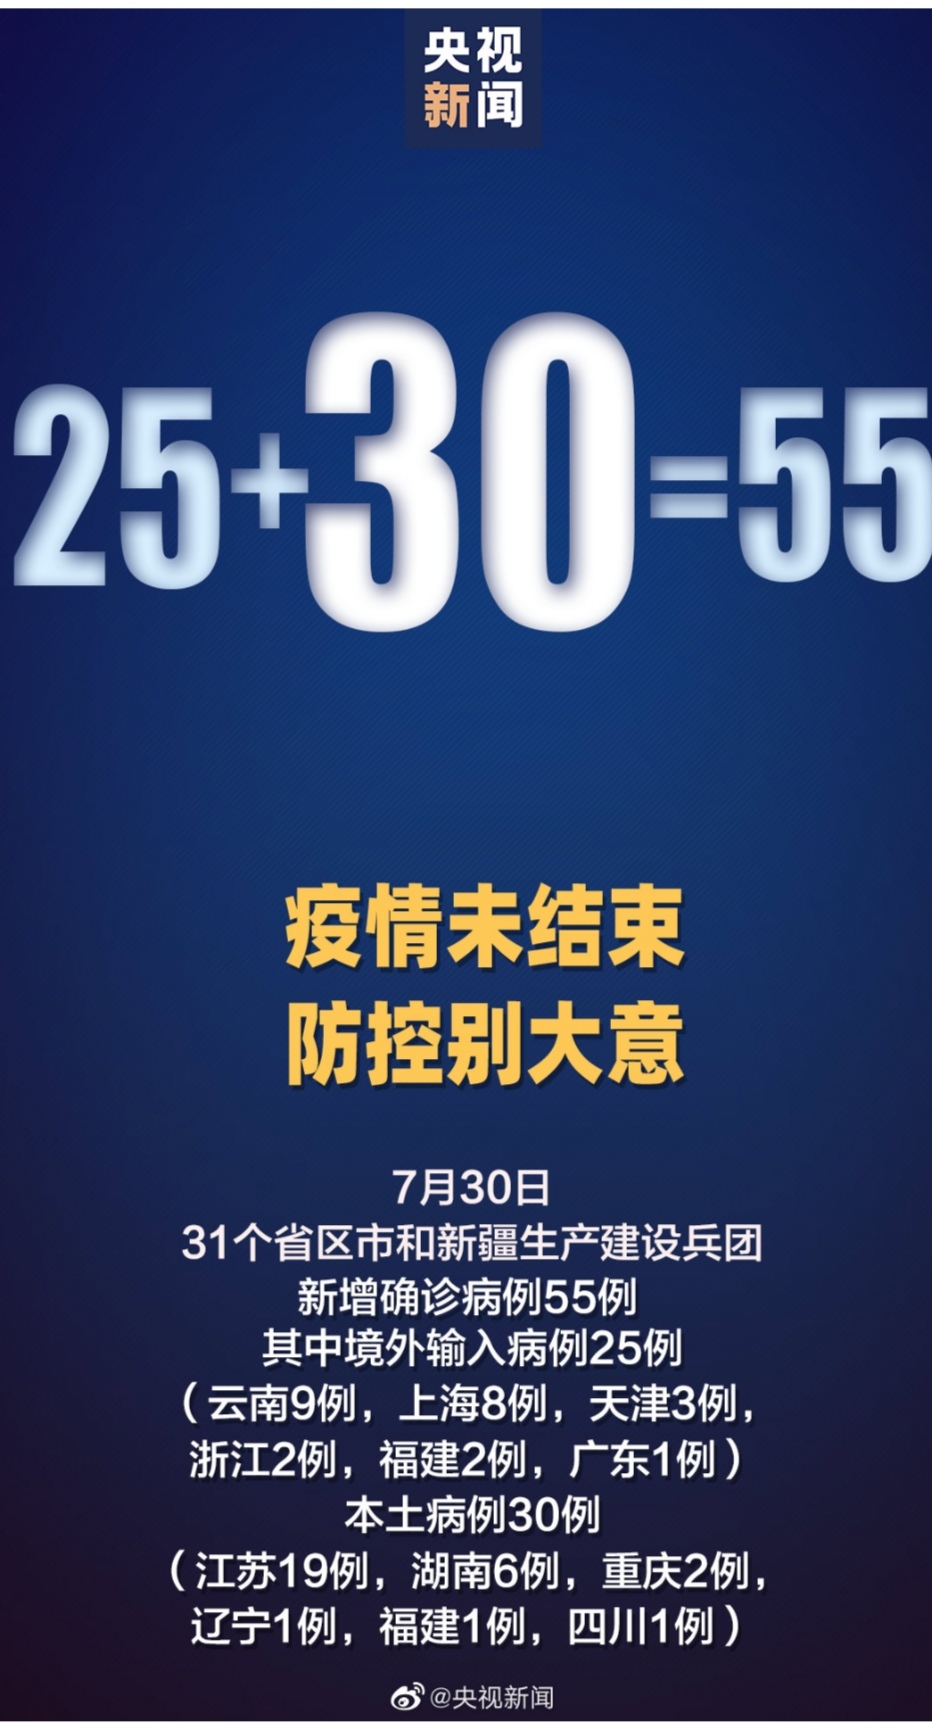 央视
新闻
25+30=55
疫情未结束
防控别大意
7月30日
31个省区市和新疆生产建设兵团
新增确诊病例55例
其中境外输入病例25例
（云南9例，上海8例，天津3例，
浙江2例，福建2例，广东1例）
本土病例30例
（江苏19例，湖南6例，重庆2例，
辽宁1例，福建1例，四川1例）
@央视新闻